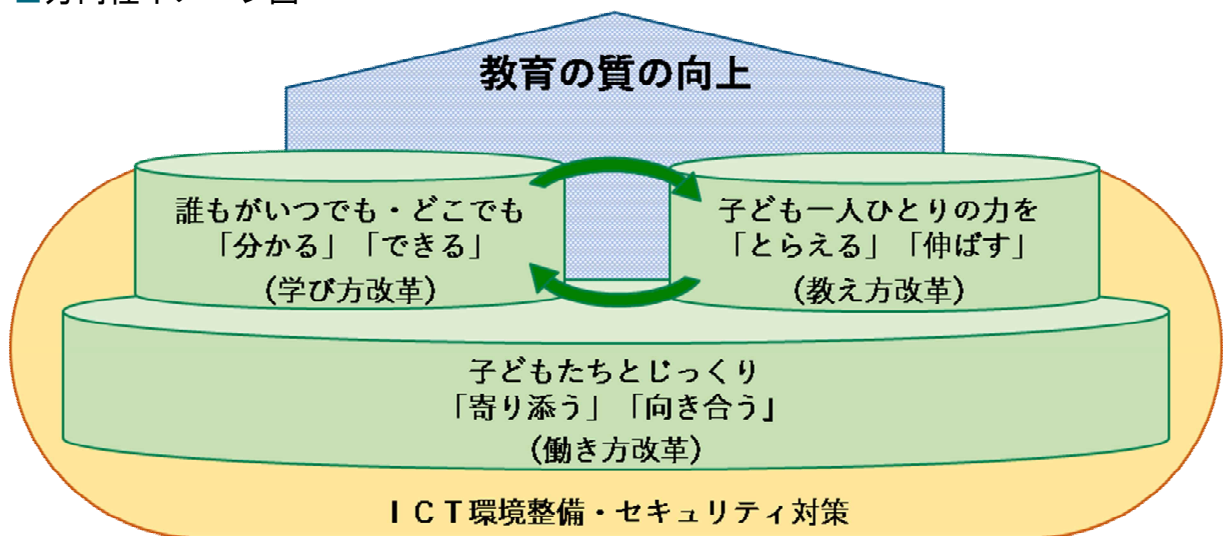 教育の質の向上
誰もがいつでも・どこでも
「分かる」「できる」
(学び方改革)
子ども一人ひとりの力を
「とらえる」「伸ばす」
(教え方改革)
子どもたちとじっくり
「寄り添う」「向き合う」
(働き方改革)
ＩＣＴ環境整備・セキュリティ対策